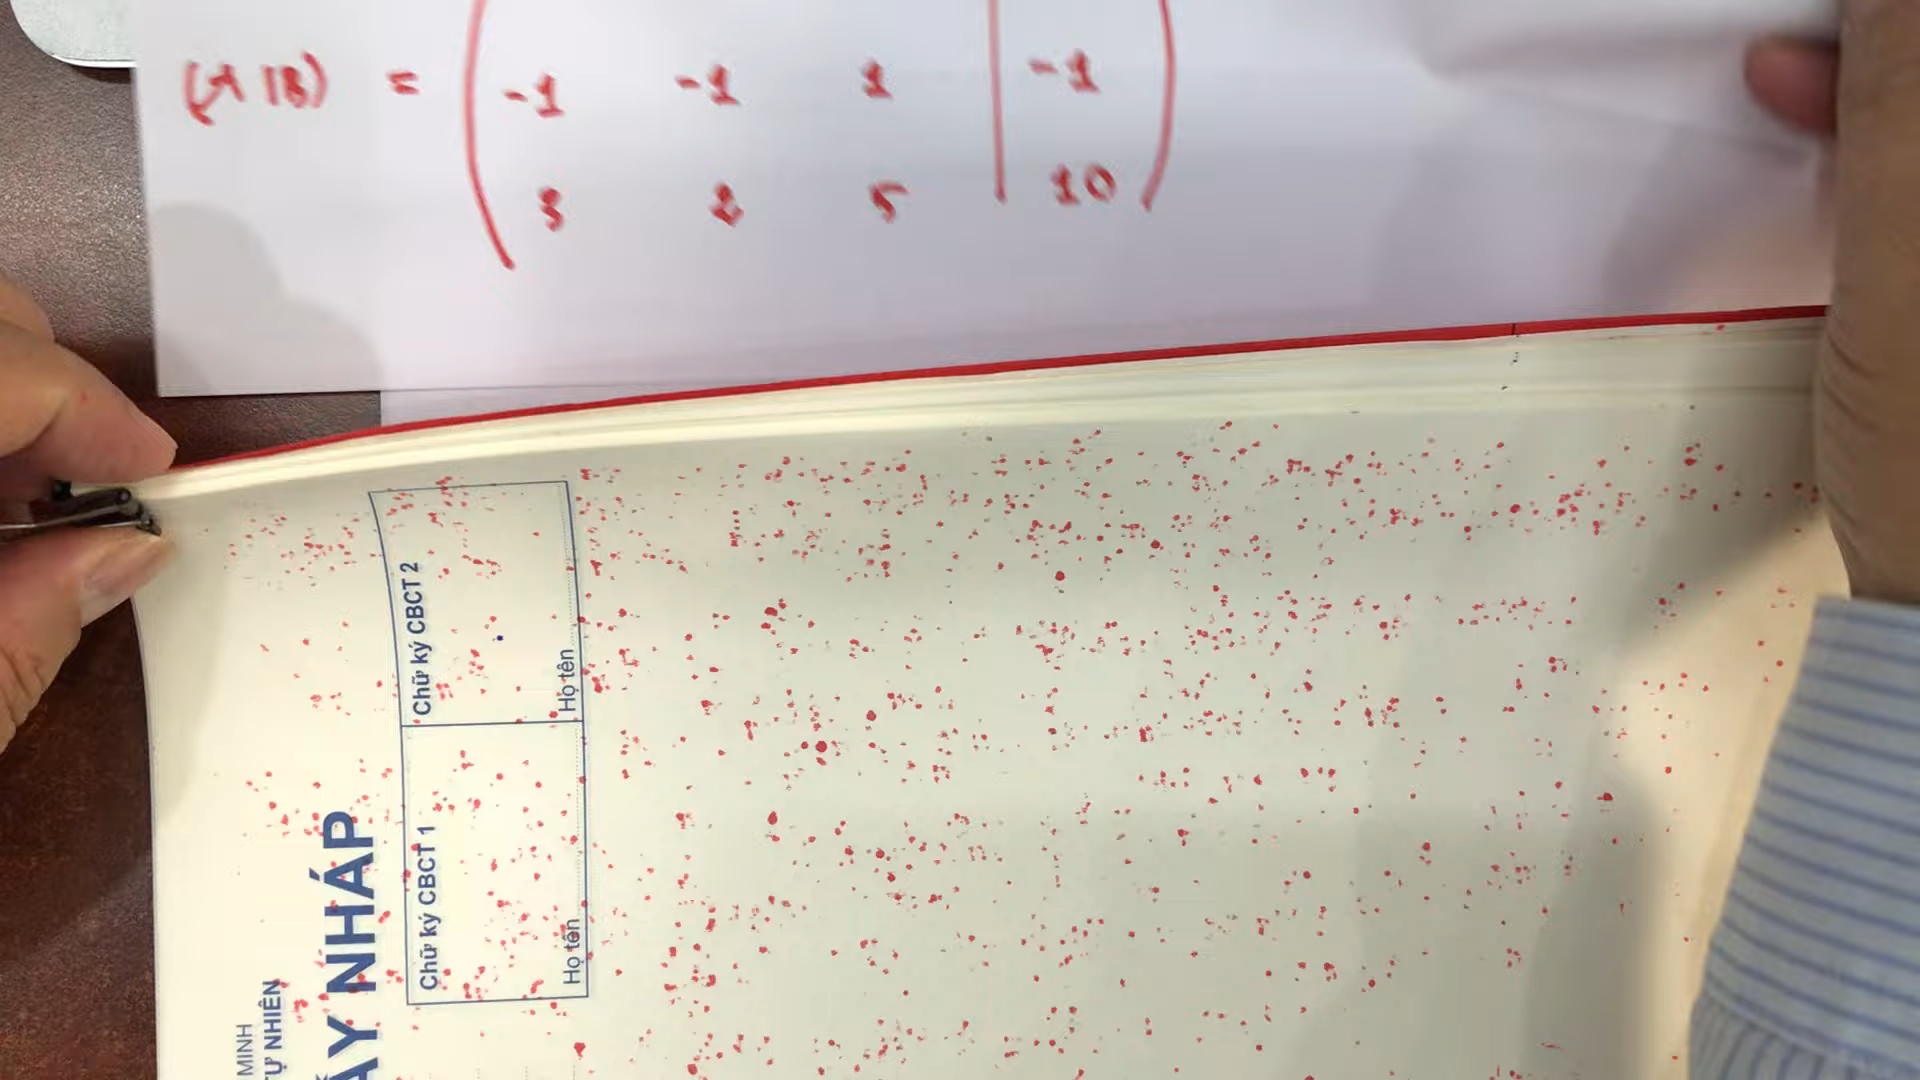 (A|B) = ( -1 -1 1 | -1 )
3 2 5 | 10
Chữ ký CBCT 1
Chữ ký CBCT 2
Họ tên
Họ tên
NHÁP
MINH
TỰ NHIÊN